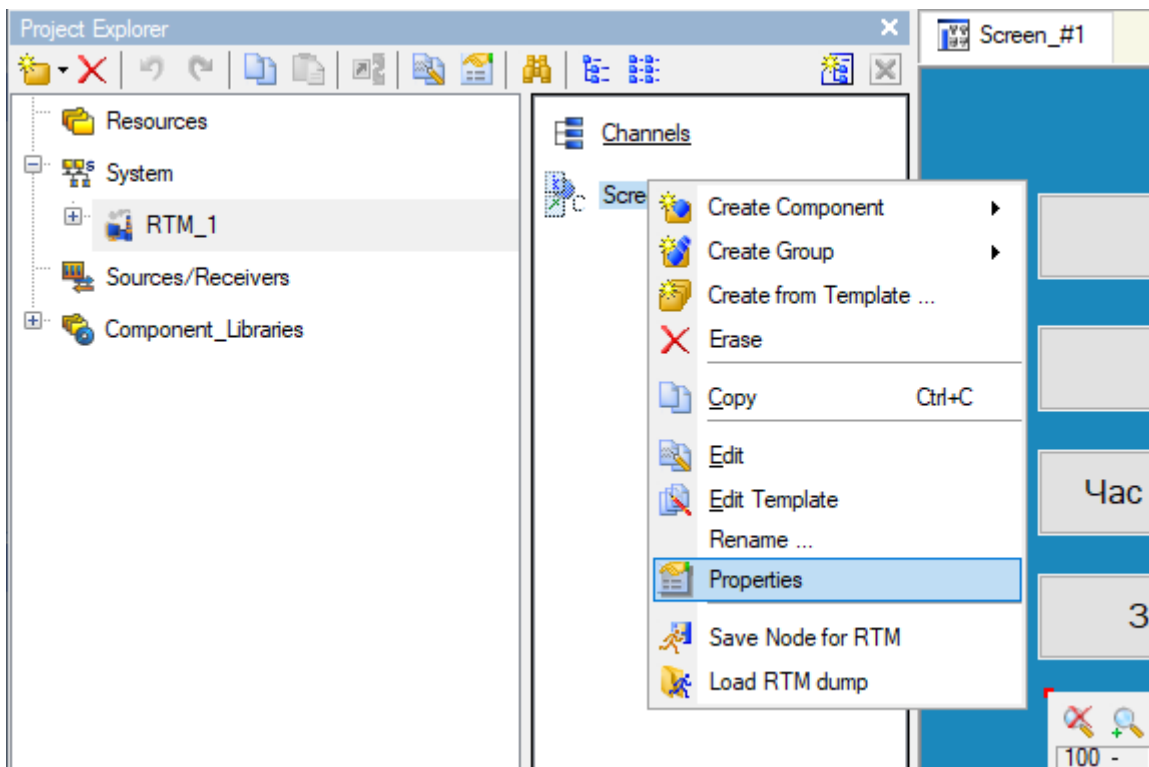 Project Explorer
Screen_#1
Resources
System
RTM_1
Sources/Receivers
Component_Libraries
Channels
Scre
C
Create Component
Create Group
Create from Template ...
Erase
Copy Ctrl+C
Edit
Edit Template
Rename ...
Properties
Save Node for RTM
Load RTM dump
Час
З
100 -